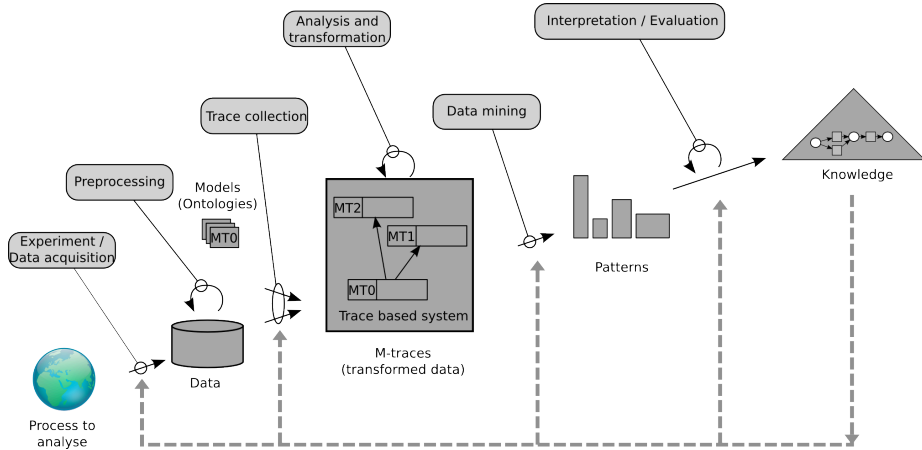 Analysis and
transformation
Interpretation / Evaluation
Trace collection
Data mining
Preprocessing
Models
(Ontologies)
MT0
Experiment /
Data acquisition
MT2
MT1
MT0
Trace based system
Knowledge
Patterns
M-traces
(transformed data)
Data
Process to
analyse